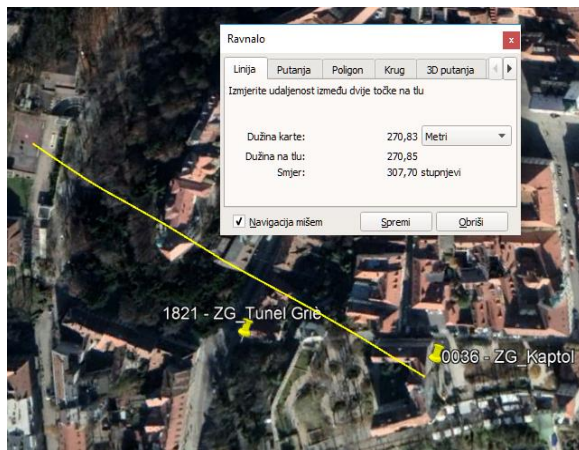 Ravnalo
x
Linija Putanja Poligon Krug 3D putanja
Izmjerite udaljenost između dvije točke na tlu
Dužina karte: 270,83 Metri
Dužina na tlu: 270,85
Smjer: 307,70 stupnjevi
Navigacija mišem Spremi Obriši
1821 - ZG_Tunel Grič
0036 - ZG_Kaptol